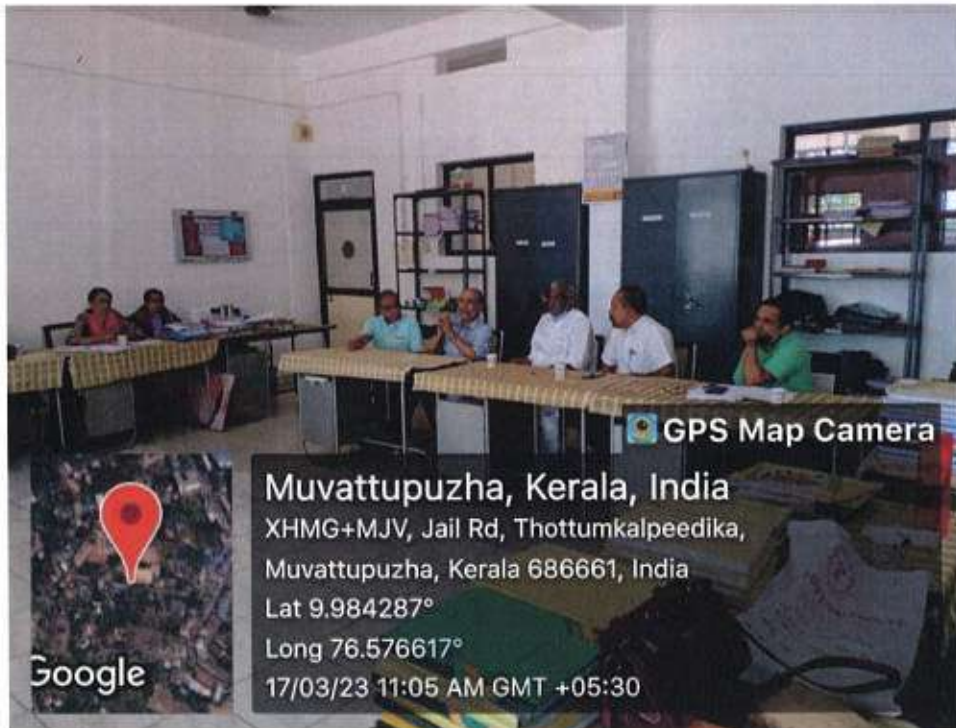 GPS Map Camera
Muvattupuzha, Kerala, India
XHMG+MJV, Jail Rd, Thottumkalpeedika,
Muvattupuzha, Kerala 686661, India
Lat 9.984287°
Long 76.576617°
17/03/23 11:05 AM GMT +05:30
Google